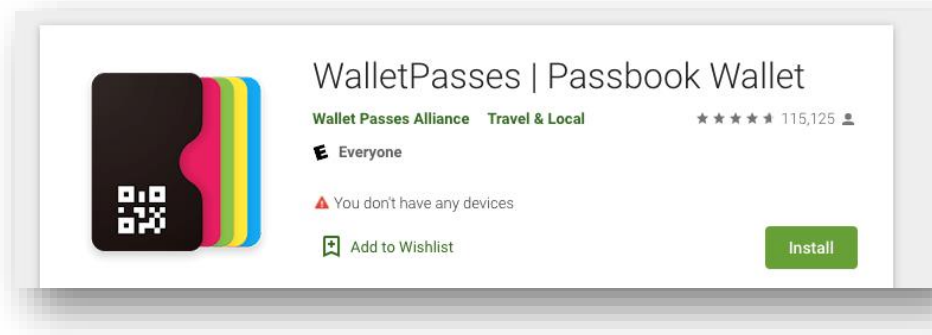 WalletPasses | Passbook Wallet
Wallet Passes Alliance Travel & Local 115,125
E Everyone
You don't have any devices
Add to Wishlist
Install